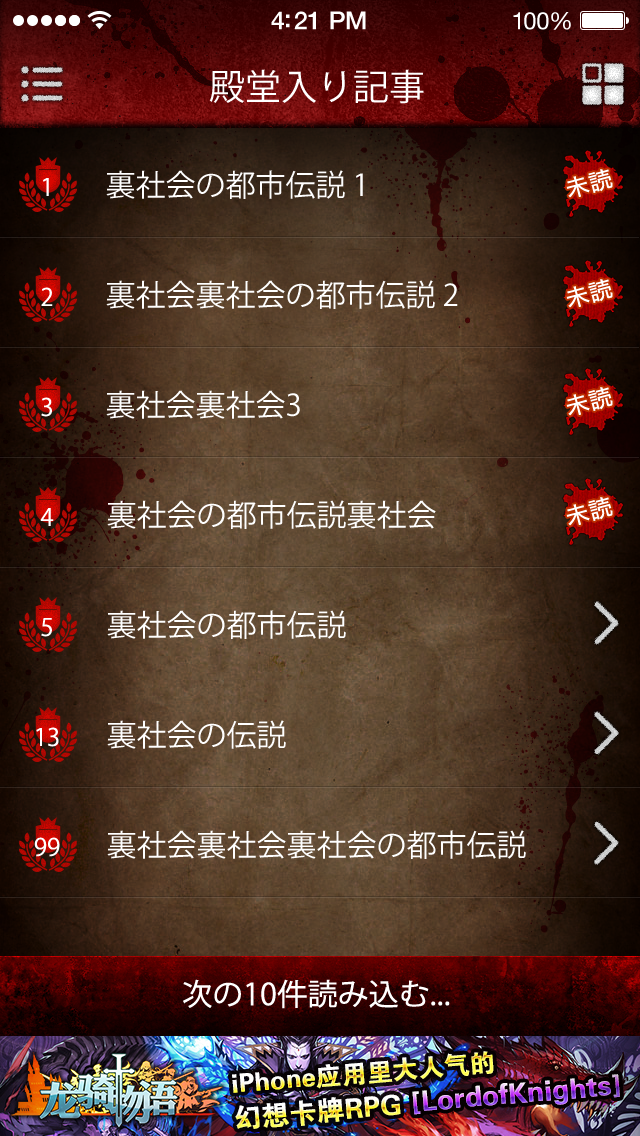 4:21 PM 100%
殿堂入り記事
1 裏社会の都市伝説 1 未読
2 裏社会裏社会の都市伝説 2 未読
3 裏社会裏社会3 未読
4 裏社会の都市伝説裏社会 未読
5 裏社会の都市伝説
13 裏社会の伝説
99 裏社会裏社会裏社会の都市伝説
次の10件読み込む...
龙骑物语
iPhone应用里大人气的
幻想卡牌RPG [LordofKnights]